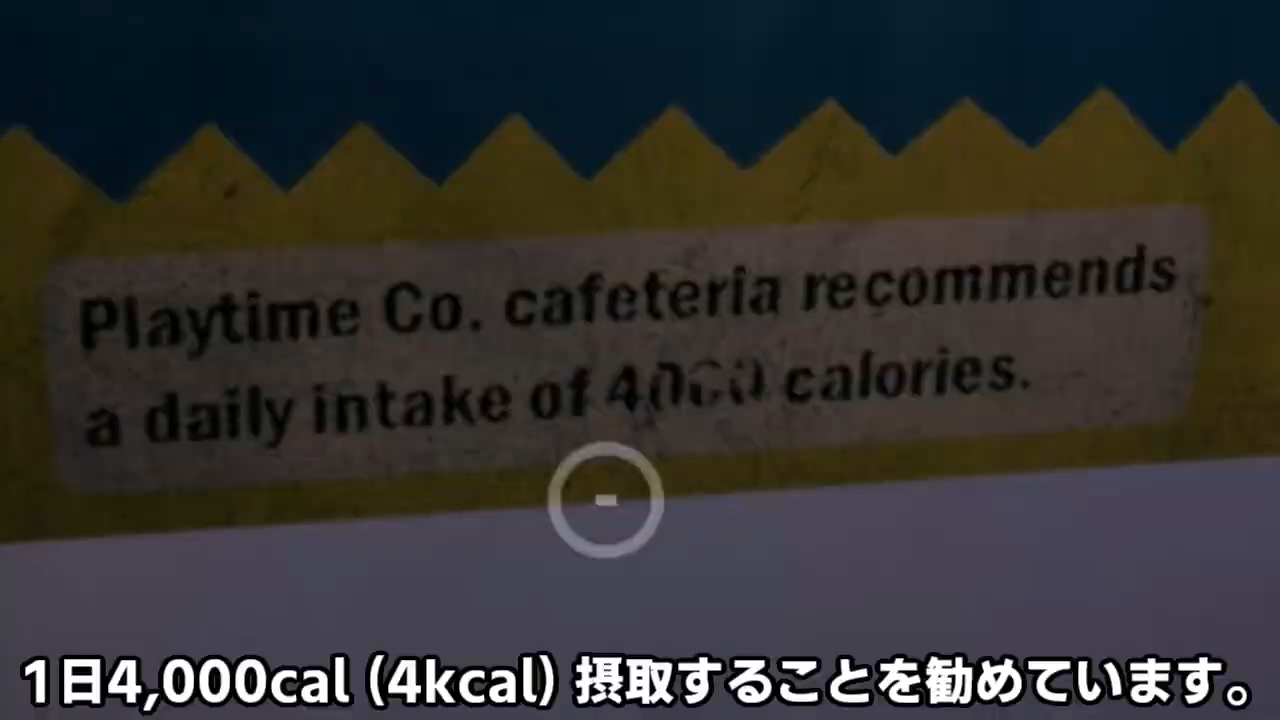 Playtime Co. cafeteria recommends
a daily intake of 4000 calories.
1日4,000cal (4kcal) 摂取することを勧めています。